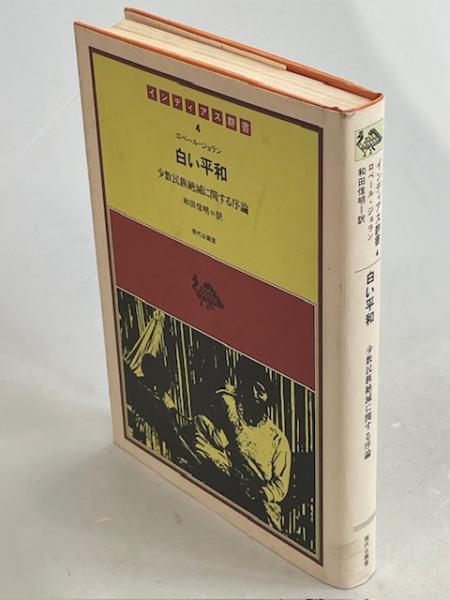 インディアス群書
4
ロベール・ジョラン
白い平和
少数民族絶滅に関する序論
和田信明=訳
現代企画室
インディアス群書 4
ロベール・ジョラン
和田信明=訳
白い平和
少数民族絶滅に関する序論
現代企画室